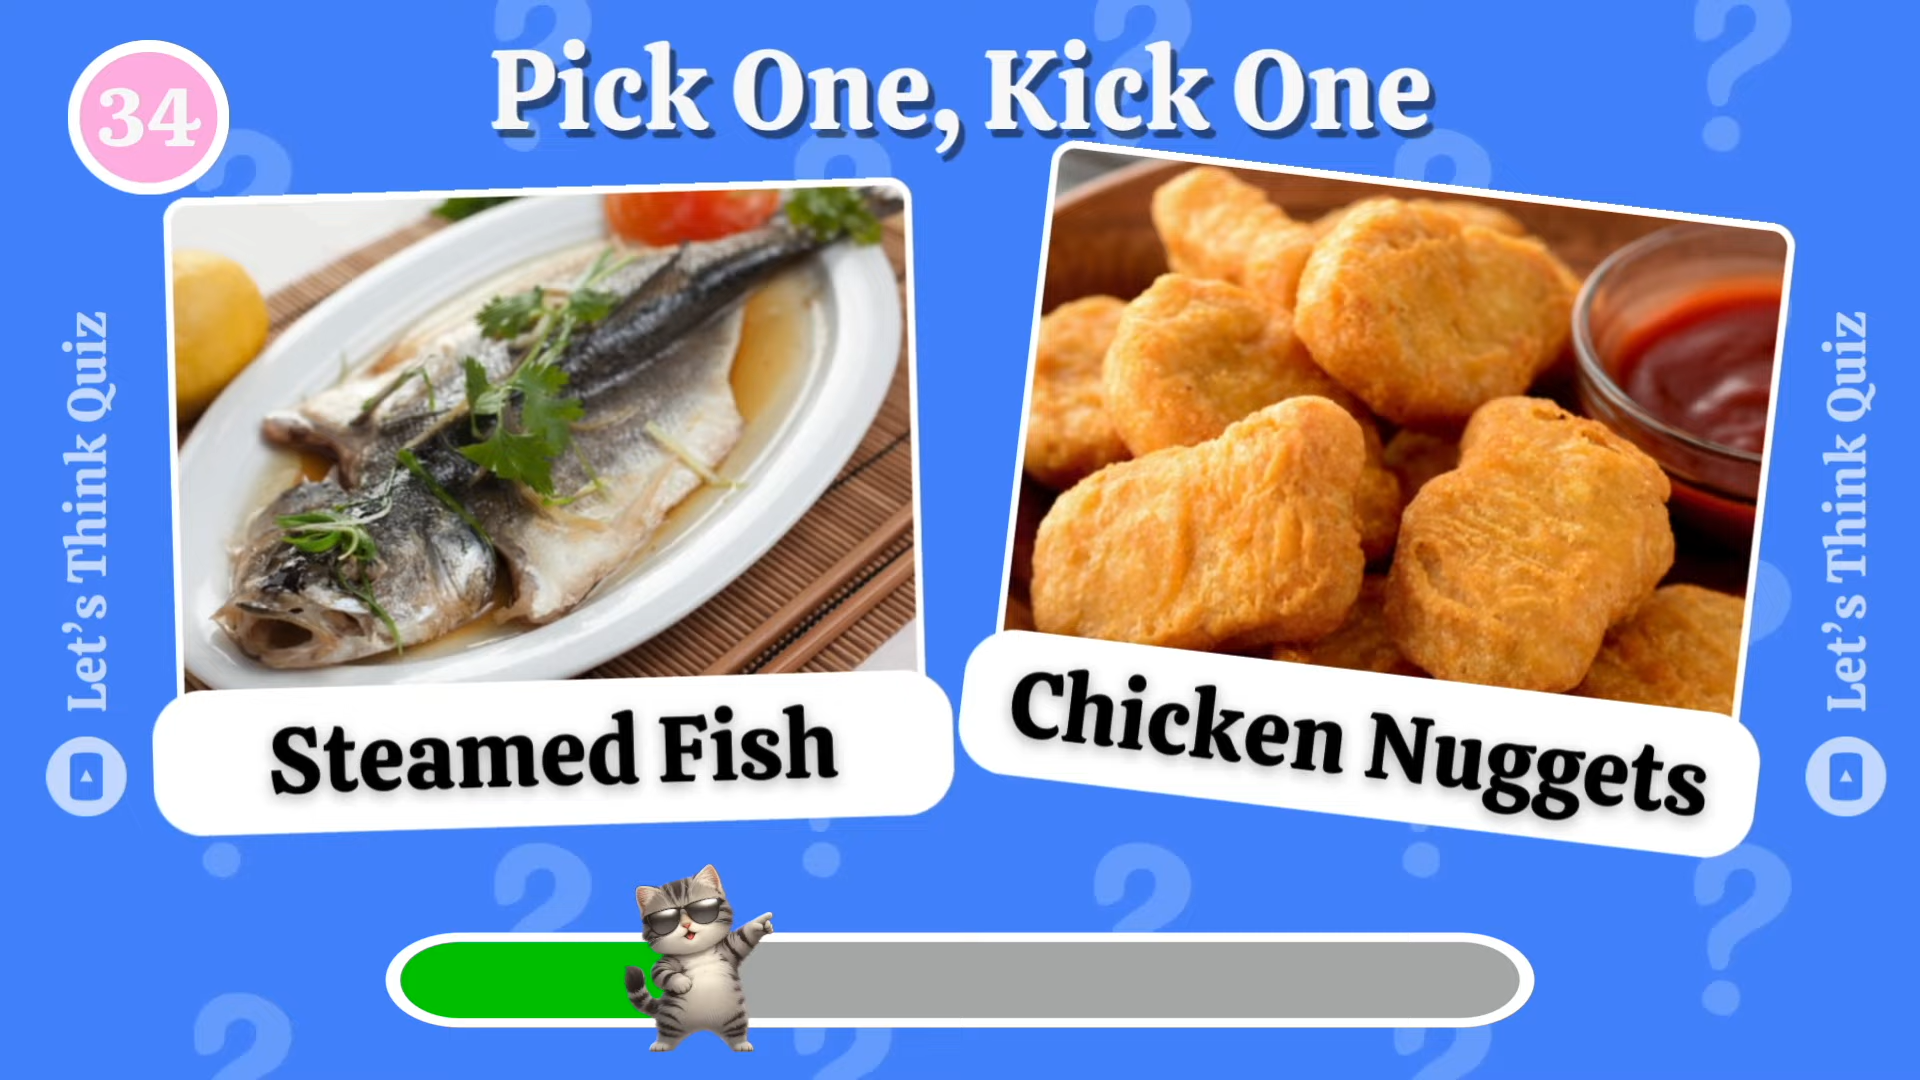 34
Pick One, Kick One
Let's Think Quiz
Steamed Fish
Chicken Nuggets
Let's Think Quiz